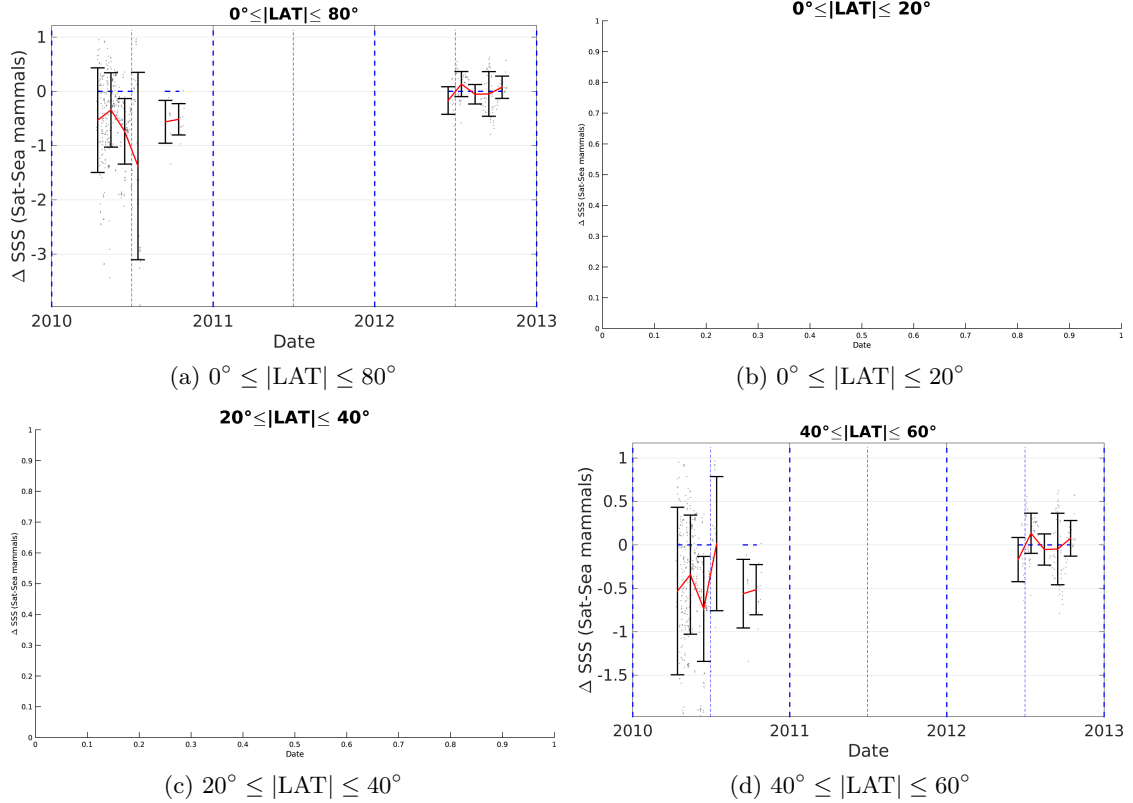 0°≤|LAT|≤ 80°
Δ SSS (Sat-Sea mammals)
1
0
-1
-2
-3
2010
2011
2012
2013
Date
(a) 0° ≤ |LAT| ≤ 80°
0°≤|LAT|≤ 20°
Δ SSS (Sat-Sea mammals)
1
0.9
0.8
0.7
0.6
0.5
0.4
0.3
0.2
0.1
0
0 0.1 0.2 0.3 0.4 0.5 0.6 0.7 0.8 0.9 1
Date
(b) 0° ≤ |LAT| ≤ 20°
20°≤|LAT|≤ 40°
Δ SSS (Sat-Sea mammals)
1
0.9
0.8
0.7
0.6
0.5
0.4
0.3
0.2
0.1
0
0 0.1 0.2 0.3 0.4 0.5 0.6 0.7 0.8 0.9 1
Date
(c) 20° ≤ |LAT| ≤ 40°
40°≤|LAT|≤ 60°
Δ SSS (Sat-Sea mammals)
1
0.5
0
-0.5
-1
-1.5
2010 2011 2012 2013
Date
(d) 40° ≤ |LAT| ≤ 60°